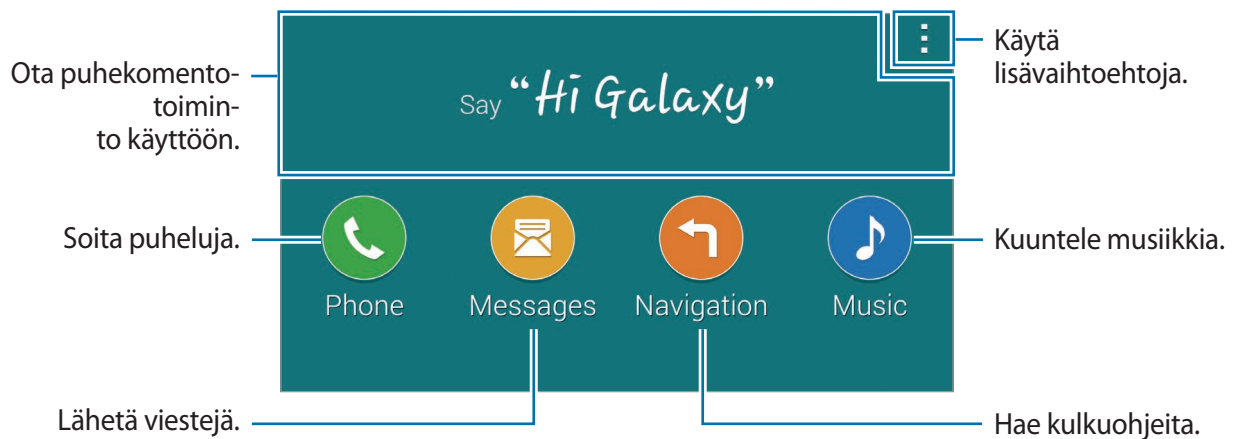 Ota puhekomento-
toimin-
to käyttöön.
Say “Hi Galaxy”
Käytä
lisävaihtoehtoja.
Soita puheluja.
Kuuntele musiikkia.
Phone
Messages
Navigation
Music
Lähetä viestejä.
Hae kulkuohjeita.